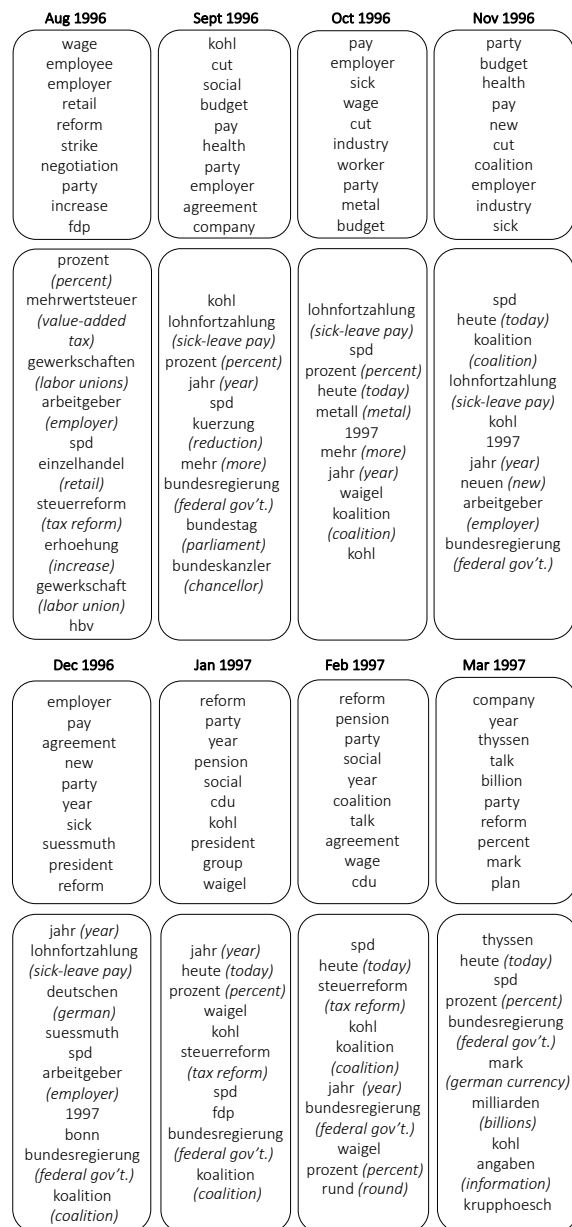 Aug 1996
Sept 1996
Oct 1996
Nov 1996
wage
employee
employer
retail
reform
strike
negotiation
party
increase
fdp
kohl
cut
social
budget
pay
health
party
employer
agreement
company
pay
employer
sick
wage
cut
industry
worker
party
metal
budget
party
budget
health
pay
new
cut
coalition
employer
industry
sick
prozent
(percent)
mehrwertsteuer
(value-added
tax)
gewerkschaften
(labor unions)
arbeitgeber
(employer)
spd
einzelhandel
(retail)
steuerreform
(tax reform)
erhoehung
(increase)
gewerkschaft
(labor union)
hbv
kohl
lohnfortzahlung
(sick-leave pay)
prozent (percent)
jahr (year)
spd
kuerzung
(reduction)
mehr (more)
bundesregierung
(federal gov’t.)
bundestag
(parliament)
bundeskanzler
(chancellor)
lohnfortzahlung
(sick-leave pay)
spd
prozent (percent)
heute (today)
metall (metal)
1997
mehr (more)
jahr (year)
waigel
koalition
(coalition)
kohl
spd
heute (today)
koalition
(coalition)
lohnfortzahlung
(sick-leave pay)
kohl
1997
jahr (year)
neuen (new)
arbeitgeber
(employer)
bundesregierung
(federal gov’t.)
Dec 1996
Jan 1997
Feb 1997
Mar 1997
employer
pay
agreement
new
party
year
sick
suessmuth
president
reform
reform
party
year
pension
social
cdu
kohl
president
group
waigel
reform
pension
party
social
year
coalition
talk
agreement
wage
cdu
company
year
thyssen
talk
billion
party
reform
percent
mark
plan
jahr (year)
lohnfortzahlung
(sick-leave pay)
deutschen
(german)
suessmuth
spd
arbeitgeber
(employer)
1997
bonn
bundesregierung
(federal gov’t.)
koalition
(coalition)
jahr (year)
heute (today)
prozent (percent)
waigel
kohl
steuerreform
(tax reform)
spd
fdp
bundesregierung
(federal gov’t.)
koalition
(coalition)
spd
heute (today)
steuerreform
(tax reform)
kohl
koalition
(coalition)
jahr (year)
bundesregierung
(federal gov’t.)
waigel
prozent (percent)
rund (round)
thyssen
heute (today)
spd
prozent (percent)
bundesregierung
(federal gov’t.)
mark
(german currency)
milliarden
(billions)
kohl
angaben
(information)
krupphoesch